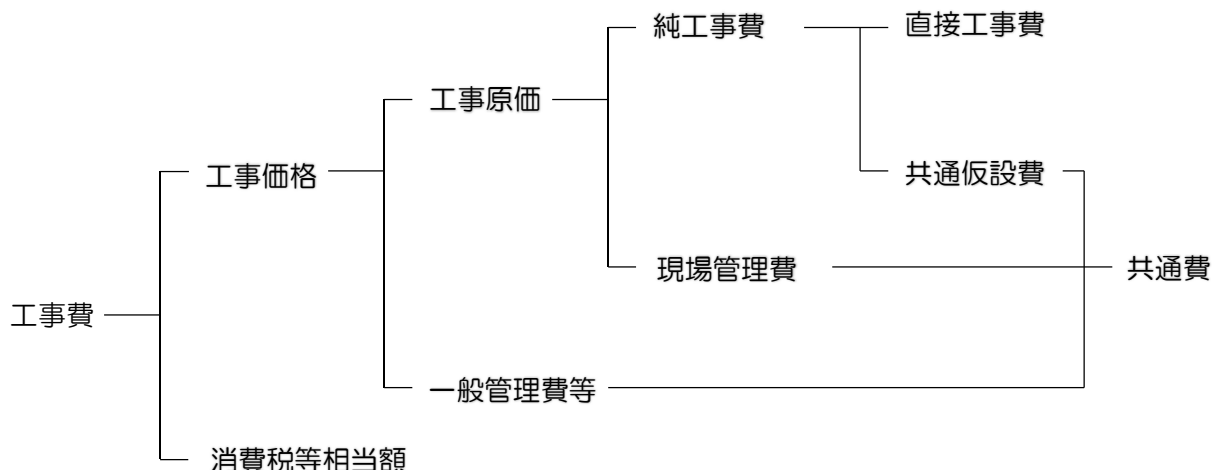 純工事費
直接工事費
工事原価
工事価格
共通仮設費
現場管理費
共通費
工事費
一般管理費等
消費税等相当額